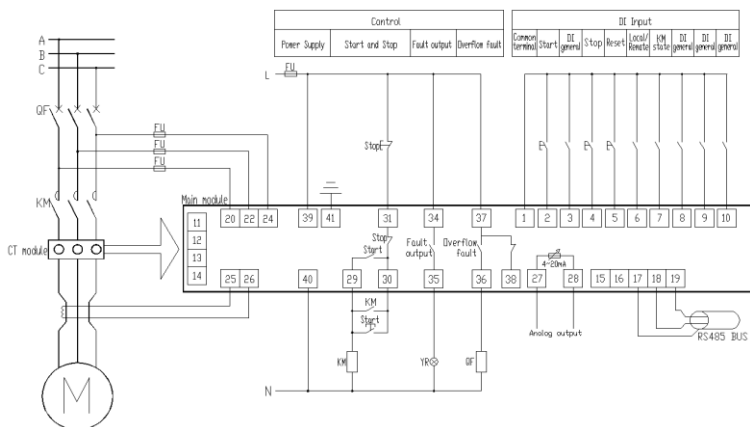 Control
DI Input
Power Supply
Start and Stop
Fault output
Overflow fault
Common terminal
Start
DI general
Stop
Reset
Local/ Remote
KM state
DI general
DI general
DI general
A
B
C
L
FU
QF
FU
FU
FU
Stop
KM
Main module
11
20
22
24
39
41
31
34
37
1
2
3
4
5
6
7
8
9
10
12
13
14
CT module
Stop
Start
Fault output
Overflow fault
4~20mA
25
26
40
29
30
35
36
38
27
28
15
16
17
18
19
KM
Start
Analog output
RS485 BUS
KM
YR
QF
N
M